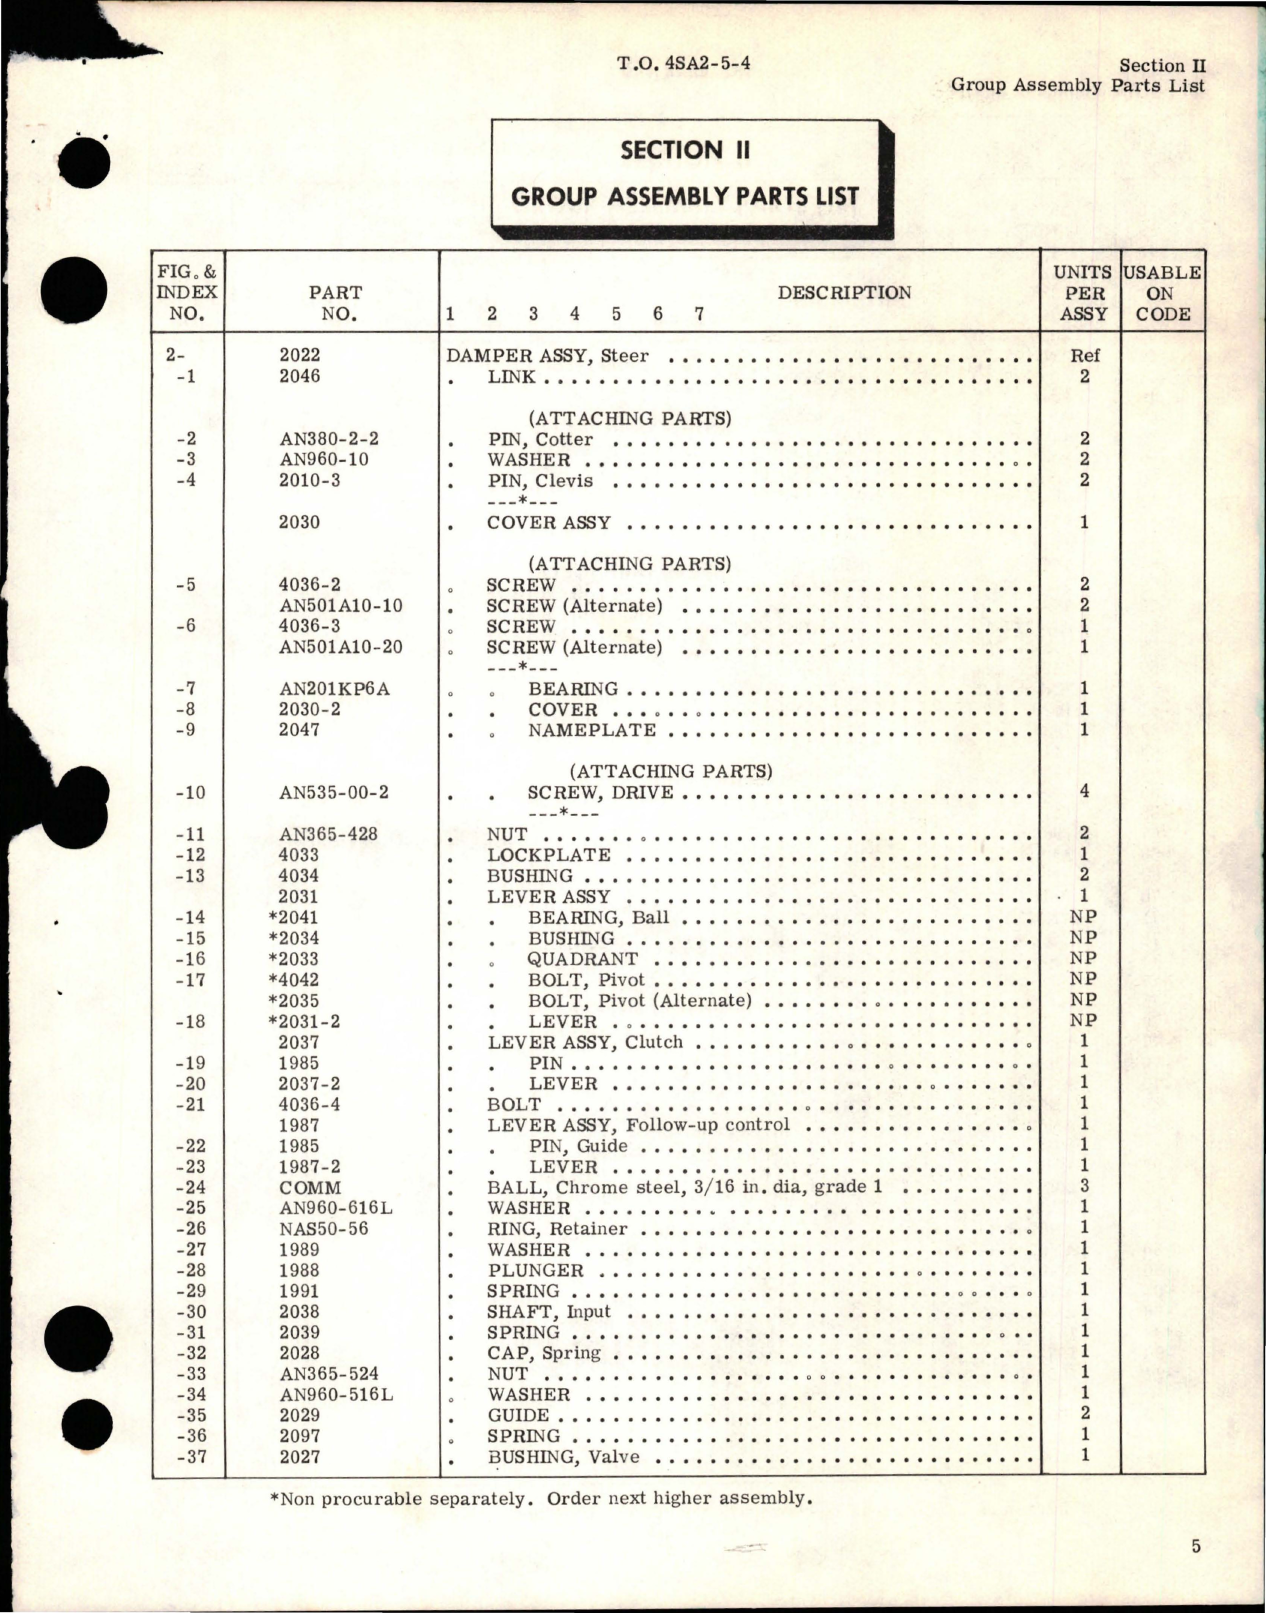 T.O. 4SA2-5-4
Section II
Group Assembly Parts List
SECTION II
GROUP ASSEMBLY PARTS LIST
FIG. & INDEX NO. PART NO. DESCRIPTION 1 2 3 4 5 6 7 UNITS PER ASSY USABLE ON CODE
2- 2022 DAMPER ASSY, Steer Ref
-1 2046 . LINK 2
(ATTACHING PARTS)
-2 AN380-2-2 . PIN, Cotter 2
-3 AN960-10 . WASHER 2
-4 2010-3 . PIN, Clevis 2
---*---
2030 . COVER ASSY 1
(ATTACHING PARTS)
-5 4036-2 . SCREW 2
AN501A10-10 . SCREW (Alternate) 2
-6 4036-3 . SCREW 1
AN501A10-20 . SCREW (Alternate) 1
---*---
-7 AN201KP6A . . BEARING 1
-8 2030-2 . . COVER 1
-9 2047 . . NAMEPLATE 1
(ATTACHING PARTS)
-10 AN535-00-2 . . SCREW, DRIVE 4
---*---
-11 AN365-428 . NUT 2
-12 4033 . LOCKPLATE 1
-13 4034 . BUSHING 2
2031 . LEVER ASSY 1
-14 *2041 . . BEARING, Ball NP
-15 *2034 . . BUSHING NP
-16 *2033 . . QUADRANT NP
-17 *4042 . . BOLT, Pivot NP
*2035 . . BOLT, Pivot (Alternate) NP
-18 *2031-2 . . LEVER NP
2037 . LEVER ASSY, Clutch 1
-19 1985 . . PIN 1
-20 2037-2 . . LEVER 1
-21 4036-4 . BOLT 1
1987 . LEVER ASSY, Follow-up control 1
-22 1985 . . PIN, Guide 1
-23 1987-2 . . LEVER 1
-24 COMM . BALL, Chrome steel, 3/16 in. dia, grade 1 3
-25 AN960-616L . WASHER 1
-26 NAS50-56 . RING, Retainer 1
-27 1989 . WASHER 1
-28 1988 . PLUNGER 1
-29 1991 . SPRING 1
-30 2038 . SHAFT, Input 1
-31 2039 . SPRING 1
-32 2028 . CAP, Spring 1
-33 AN365-524 . NUT 1
-34 AN960-516L . WASHER 1
-35 2029 . GUIDE 2
-36 2097 . SPRING 1
-37 2027 . BUSHING, Valve 1
*Non procurable separately. Order next higher assembly.
5